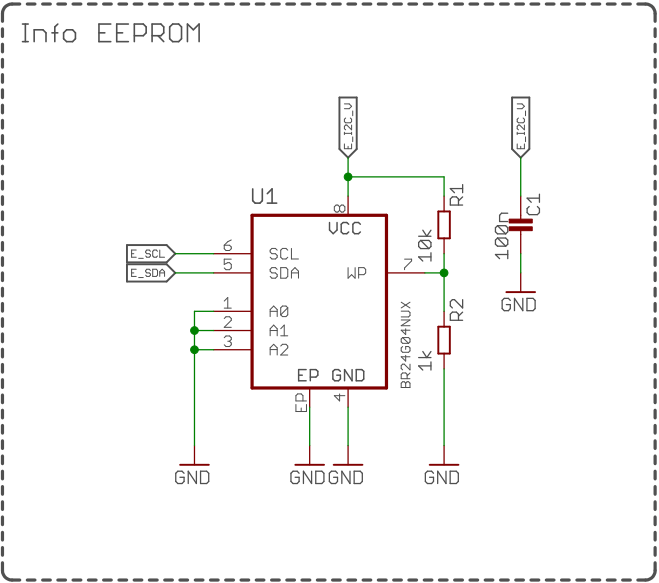 Info EEPROM
E_I2C_V
E_I2C_V
U1
8
VCC
R1
10k
C1
100n
E_SCL
6
SCL
E_SDA
5
SDA
WP
7
GND
1
A0
2
A1
3
A2
BR24G04NUX
R2
1k
EP
GND
EP
4
GND
GND
GND
GND